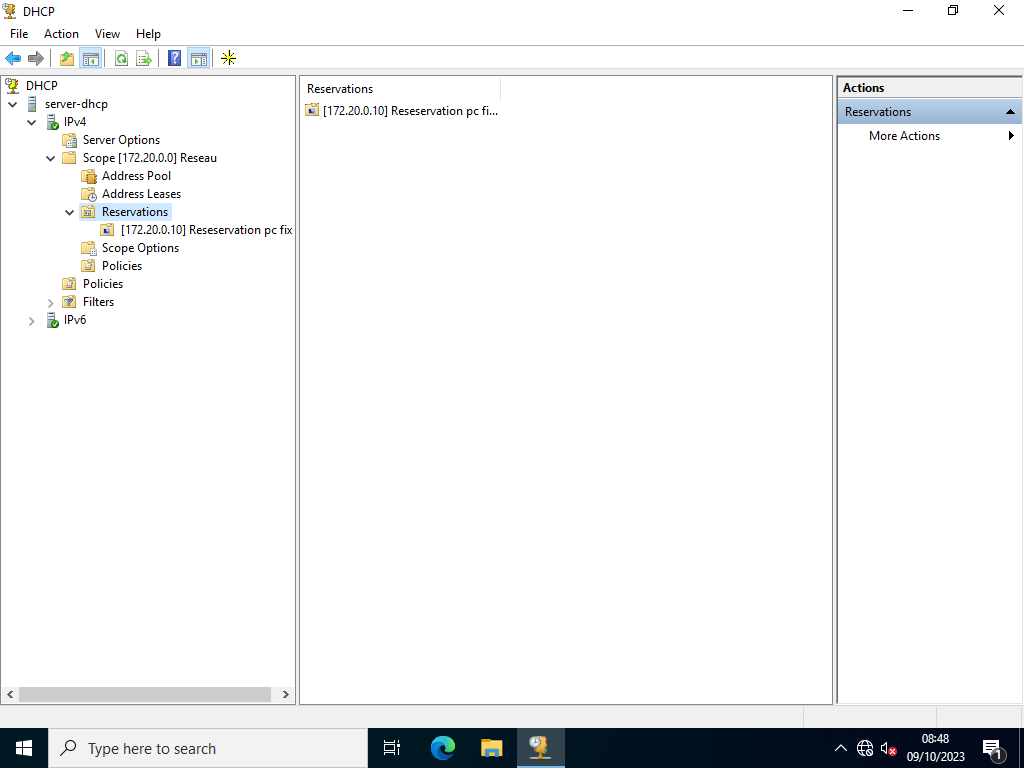 DHCP
File Action View Help
DHCP
server-dhcp
IPv4
Server Options
Scope [172.20.0.0] Reseau
Address Pool
Address Leases
Reservations
[172.20.0.10] Reseservation pc fix
Scope Options
Policies
Policies
Filters
IPv6
Reservations
[172.20.0.10] Reseservation pc fi...
Actions
Reservations
More Actions
Type here to search
08:48
09/10/2023
1